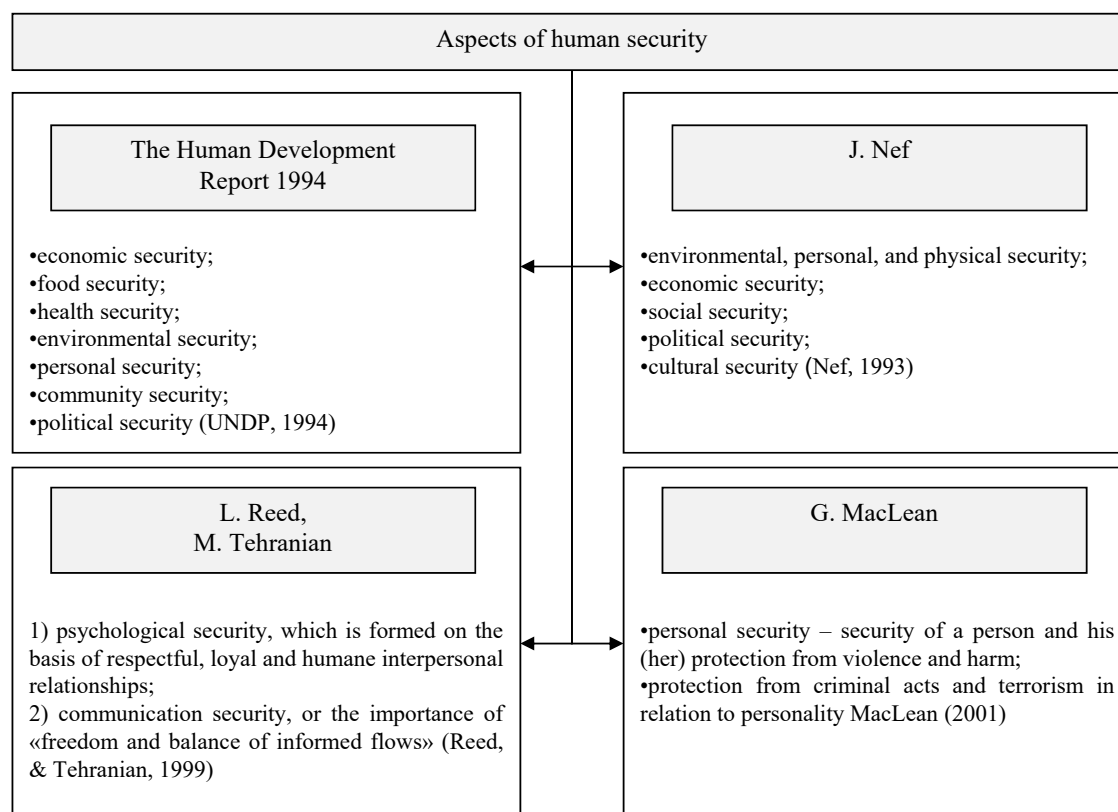 Aspects of human security
The Human Development
Report 1994
•economic security;
•food security;
•health security;
•environmental security;
•personal security;
•community security;
•political security (UNDP, 1994)
J. Nef
•environmental, personal, and physical security;
•economic security;
•social security;
•political security;
•cultural security (Nef, 1993)
L. Reed,
M. Tehranian
1) psychological security, which is formed on the
basis of respectful, loyal and humane interpersonal
relationships;
2) communication security, or the importance of
«freedom and balance of informed flows» (Reed,
& Tehranian, 1999)
G. MacLean
•personal security – security of a person and his
(her) protection from violence and harm;
•protection from criminal acts and terrorism in
relation to personality MacLean (2001)